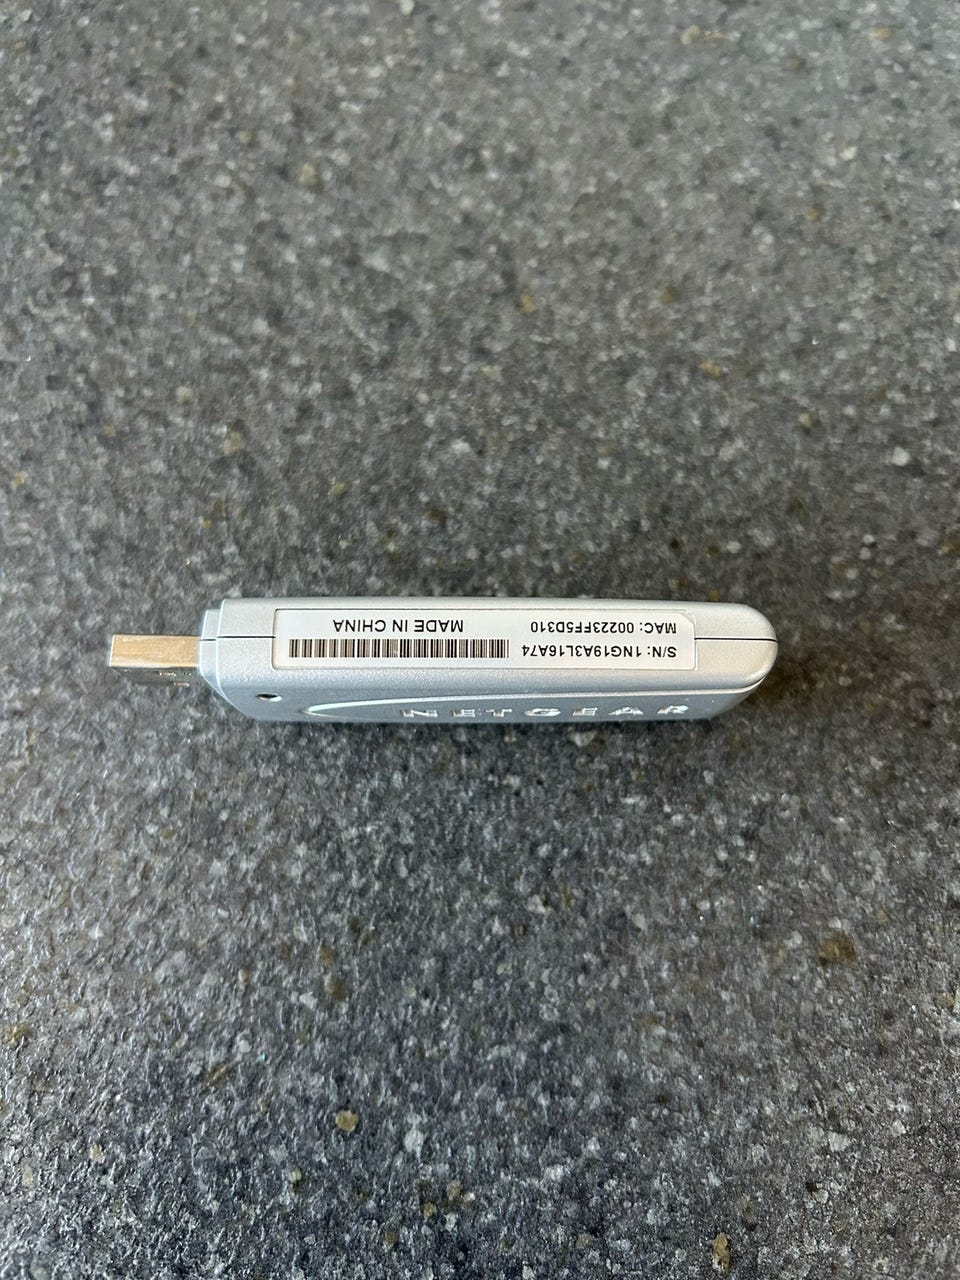 S/N: 1NG19A3L16A74
MAC: 00223FF5D310 MADE IN CHINA
NETGEAR